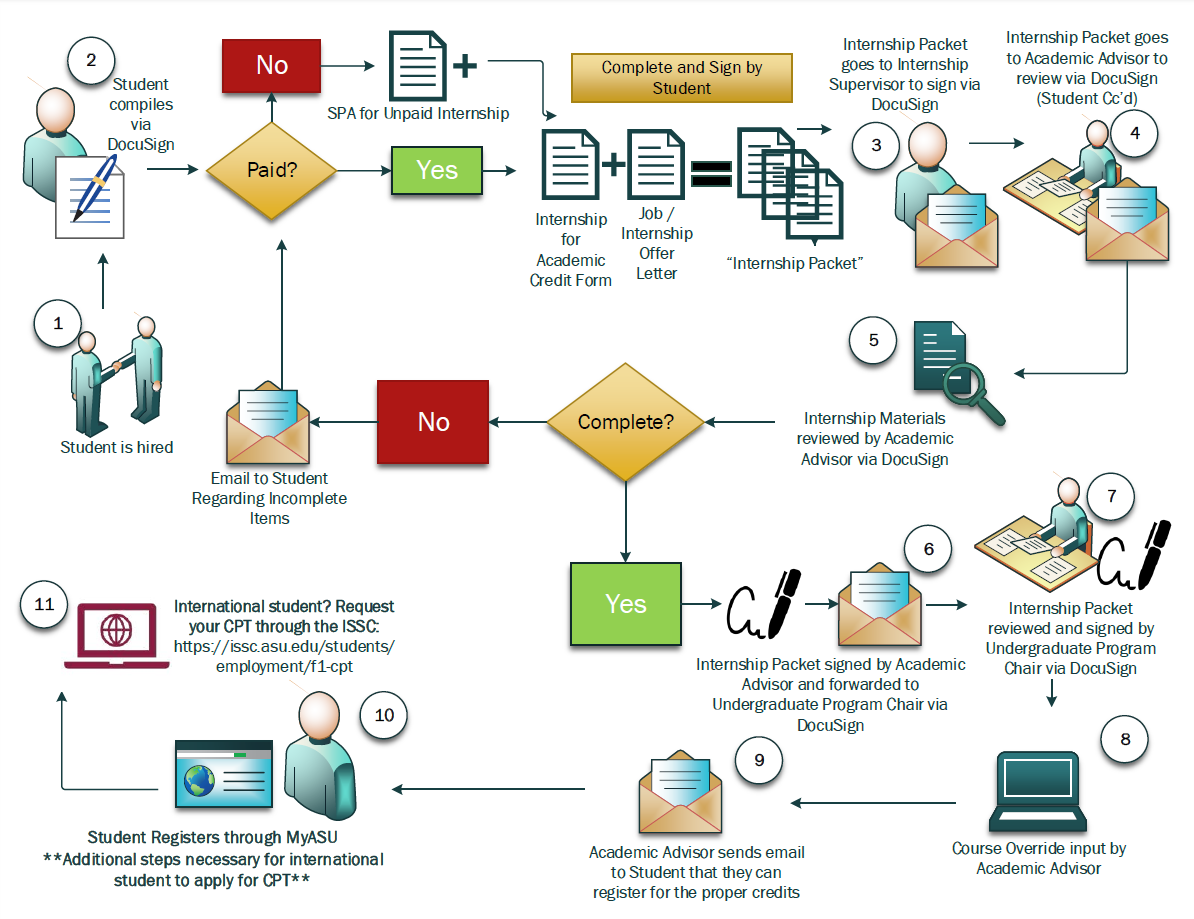 2
Student
compiles
via
DocuSign
No
SPA for Unpaid Internship
Paid?
Yes
Complete and Sign by
Student
Internship
for
Academic
Credit Form
Job /
Internship
Offer
Letter
“Internship Packet”
Internship Packet
goes to Internship
Supervisor to sign via
DocuSign
3
Internship Packet goes
to Academic Advisor to
review via DocuSign
(Student Cc’d)
4
1
Student is hired
5
Internship Materials
reviewed by Academic
Advisor via DocuSign
Complete?
No
Email to Student
Regarding Incomplete
Items
Yes
6
Internship Packet signed by Academic
Advisor and forwarded to
Undergraduate Program Chair via
DocuSign
7
Internship Packet
reviewed and signed by
Undergraduate Program
Chair via DocuSign
8
Course Override input by
Academic Advisor
9
Academic Advisor sends email
to Student that they can
register for the proper credits
10
Student Registers through MyASU
**Additional steps necessary for international
student to apply for CPT**
11
International student? Request
your CPT through the ISSC:
https://issc.asu.edu/students/
employment/f1-cpt